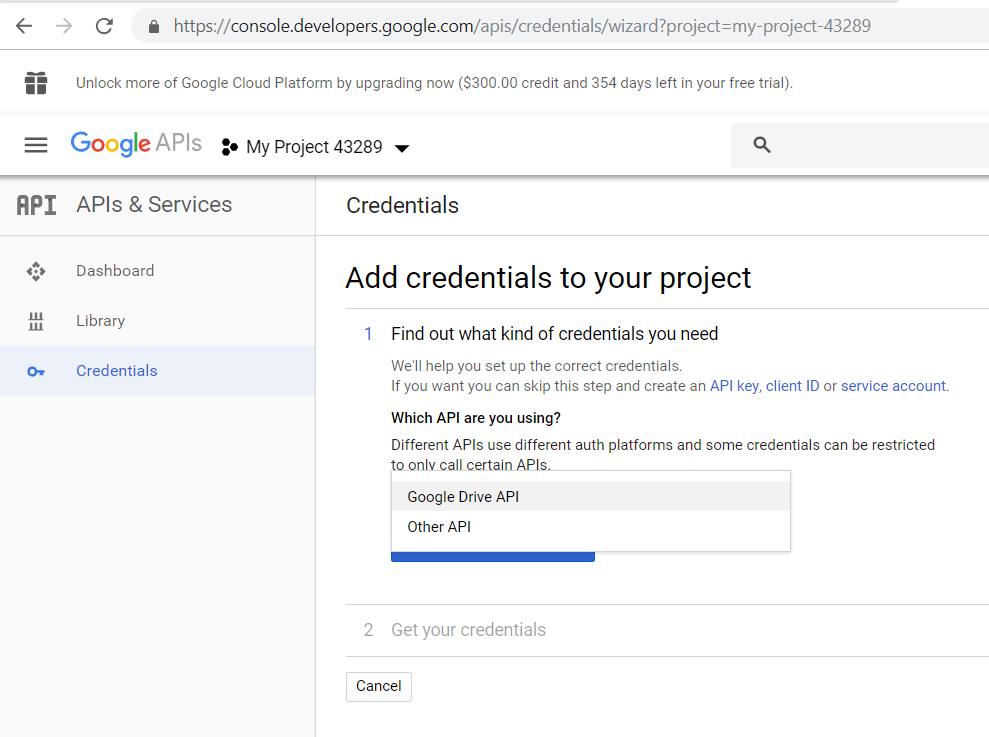 https://console.developers.google.com/apis/credentials/wizard?project=my-project-43289
Unlock more of Google Cloud Platform by upgrading now ($300.00 credit and 354 days left in your free trial).
Google APIs My Project 43289
API APIs & Services
Credentials
Dashboard
Library
Credentials
Add credentials to your project
1 Find out what kind of credentials you need
We'll help you set up the correct credentials.
If you want you can skip this step and create an API key, client ID or service account.
Which API are you using?
Different APIs use different auth platforms and some credentials can be restricted
to only call certain APIs.
Google Drive API
Other API
2 Get your credentials
Cancel